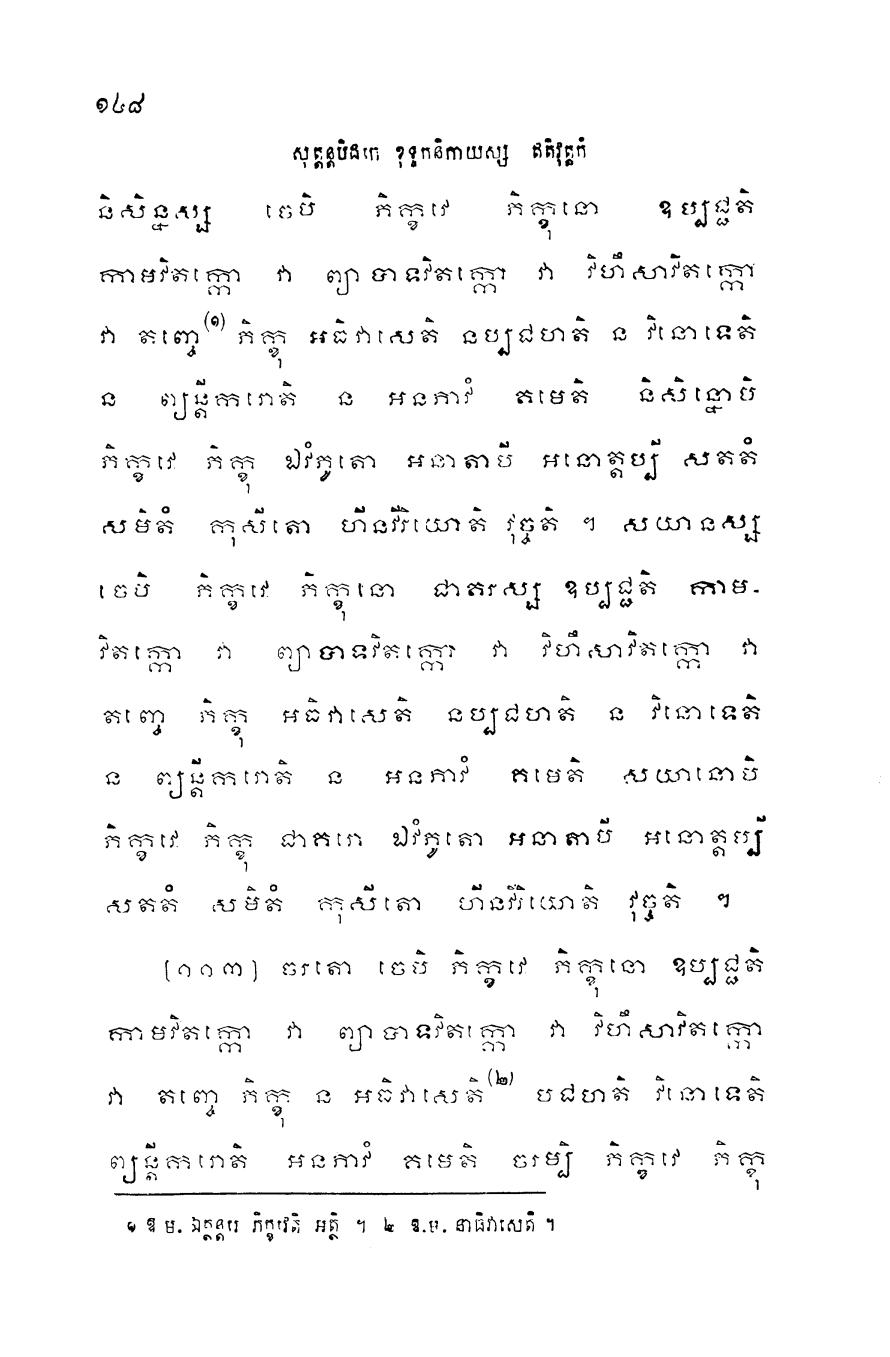 ១៤៨
សុត្តន្តបិដកេ ខុទ្ទកនិកាយស្ស ឥតិវុត្តកំ
និសិន្នស្ស ចេបិ ភិក្ខវេ ភិក្ខុនោ ឧប្បជ្ជតិ
កាមវិតក្កោ វា ព្យាបាទវិតក្កោ វា វិហឹសាវិតក្កោ
វា តញ្ចេ(១) ភិក្ខុ អធិវាសេតិ នប្បជហតិ ន វិនោទេតិ
ន ព្យន្តីករោតិ ន អនភាវំ គមេតិ និសិន្នោបិ
ភិក្ខវេ ភិក្ខុ ឯវំភូតោ អនាតាបី អនោត្តប្បី សតតំ
សមិតំ កុសីតោ ហីនវីរិយោតិ វុច្ចតិ ។ សយានស្ស
ចេបិ ភិក្ខវេ ភិក្ខុនោ ជាគរស្ស ឧប្បជ្ជតិ កាម-
វិតក្កោ វា ព្យាបាទវិតក្កោ វា វិហឹសាវិតក្កោ វា
តញ្ចេ ភិក្ខុ អធិវាសេតិ នប្បជហតិ ន វិនោទេតិ
ន ព្យន្តីករោតិ ន អនភាវំ គមេតិ សយានោបិ
ភិក្ខវេ ភិក្ខុ ជាគរោ ឯវំភូតោ អនាតាបី អនោត្តប្បី
សតតំ សមិតំ កុសីតោ ហីនវីរិយោតិ វុច្ចតិ ។
[១១៣] ចរតោ ចេបិ ភិក្ខវេ ភិក្ខុនោ ឧប្បជ្ជតិ
កាមវិតក្កោ វា ព្យាបាទវិតក្កោ វា វិហឹសាវិតក្កោ
វា តញ្ចេ ភិក្ខុ ន អធិវាសេតិ(២) បជហតិ វិនោទេតិ
ព្យន្តីករោតិ អនភាវំ គមេតិ ចរម្បិ ភិក្ខវេ ភិក្ខុ
១ ឱ ម. ឯត្ថន្តរេ ភិក្ខវេតិ អត្ថិ ។ ២ ឱ.ម. នាធិវាសេតិ ។